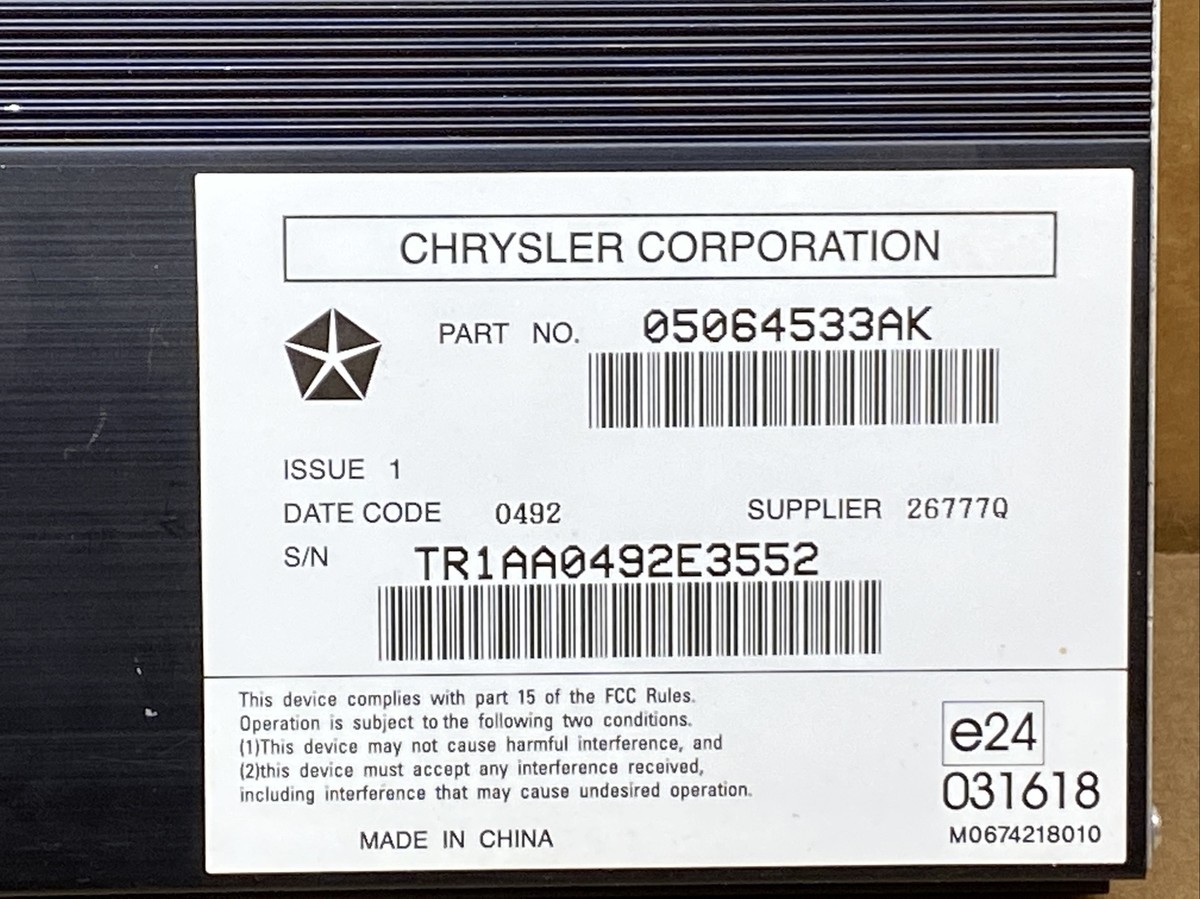 CHRYSLER CORPORATION
PART NO. 05064533AK
ISSUE 1
DATE CODE 0492 SUPPLIER 26777Q
S/N TR1AA0492E3552
This device complies with part 15 of the FCC Rules.
Operation is subject to the following two conditions.
(1)This device may not cause harmful interference, and
(2)this device must accept any interference received,
including interference that may cause undesired operation.
MADE IN CHINA
e24
031618
M0674218010